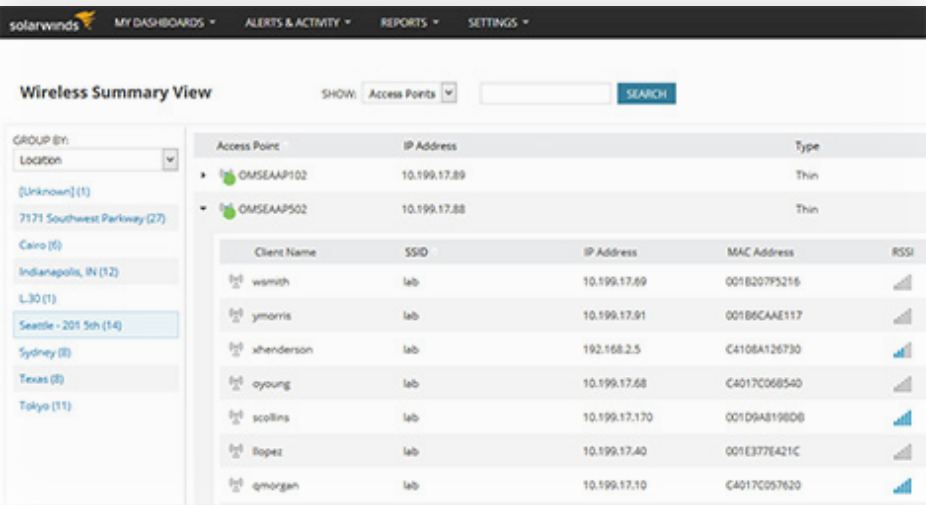 solarwinds MY DASHBOARDS ALERTS & ACTIVITY REPORTS SETTINGS
Wireless Summary View SHOW: Access Points SEARCH
GROUP BY:
Location
[Unknown] (1)
7171 Southwest Parkway (27)
Cairo (6)
Indianapolis, IN (12)
L.30 (1)
Seattle - 201 5th (14)
Sydney (8)
Texas (8)
Tokyo (11)
Access Point IP Address Type
OMSEAAP102 10.199.17.89 Thin
OMSEAAP502 10.199.17.88 Thin
Client Name SSID IP Address MAC Address RSSI
wsmith lab 10.199.17.69 001B207F5216
ymorris lab 10.199.17.91 001B6CAAE117
xhenderson lab 192.168.2.5 C4108A126730
oyoung lab 10.199.17.68 C4017C068540
scollins lab 10.199.17.170 001D9A819BDB
llopez lab 10.199.17.40 001E377E421C
qmorgan lab 10.199.17.10 C4017C057620